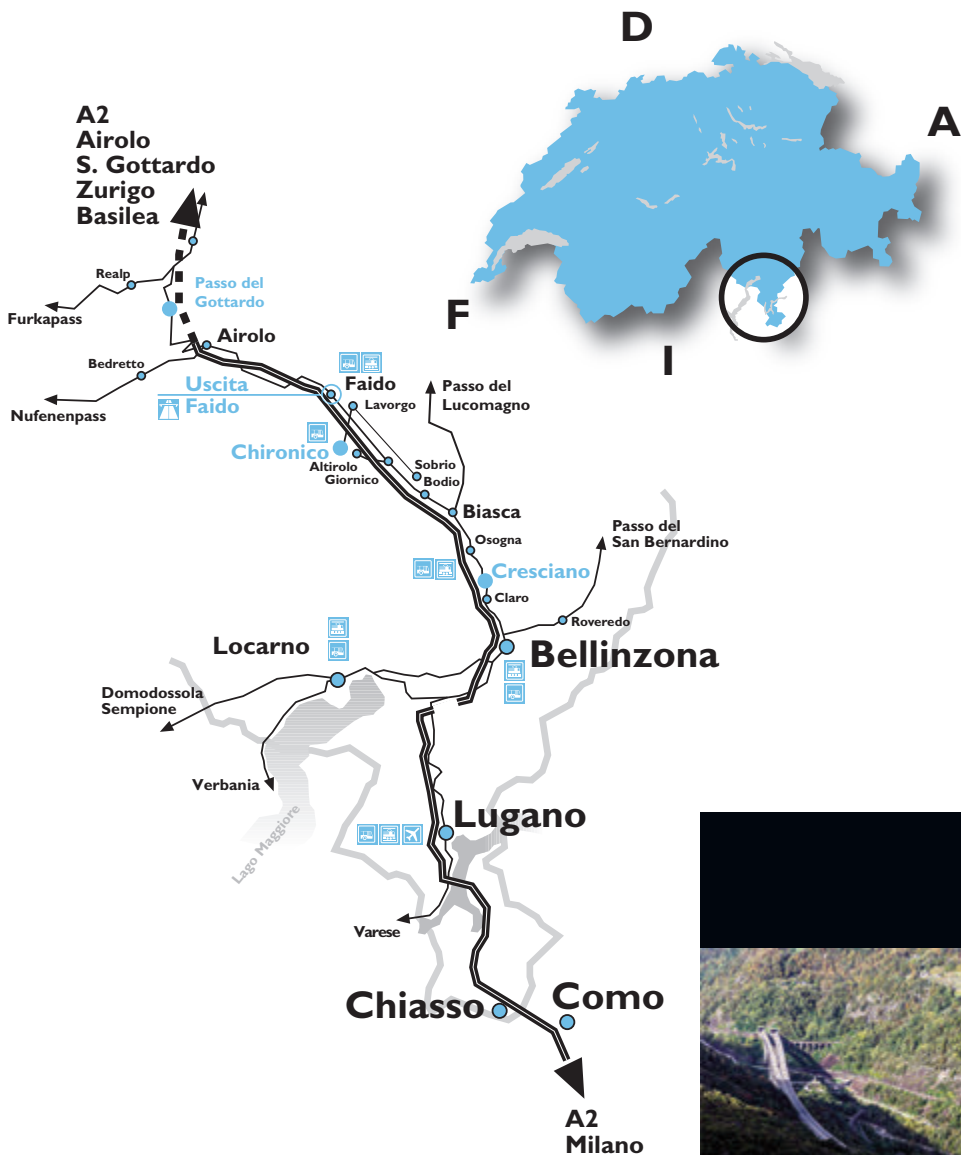 D
A
F
I
A2
Airolo
S. Gottardo
Zurigo
Basilea
Realp
Passo del
Gottardo
Furkapass
Airolo
Bedretto
Nufenenpass
Uscita
Faido
Faido
Lavorgo
Passo del
Lucomagno
Chironico
Altirolo
Giornico
Sobrio
Bodio
Biasca
Osogna
Passo del
San Bernardino
Cresciano
Claro
Roveredo
Locarno
Bellinzona
Domodossola
Sempione
Verbania
Lago Maggiore
Lugano
Varese
Chiasso
Como
A2
Milano